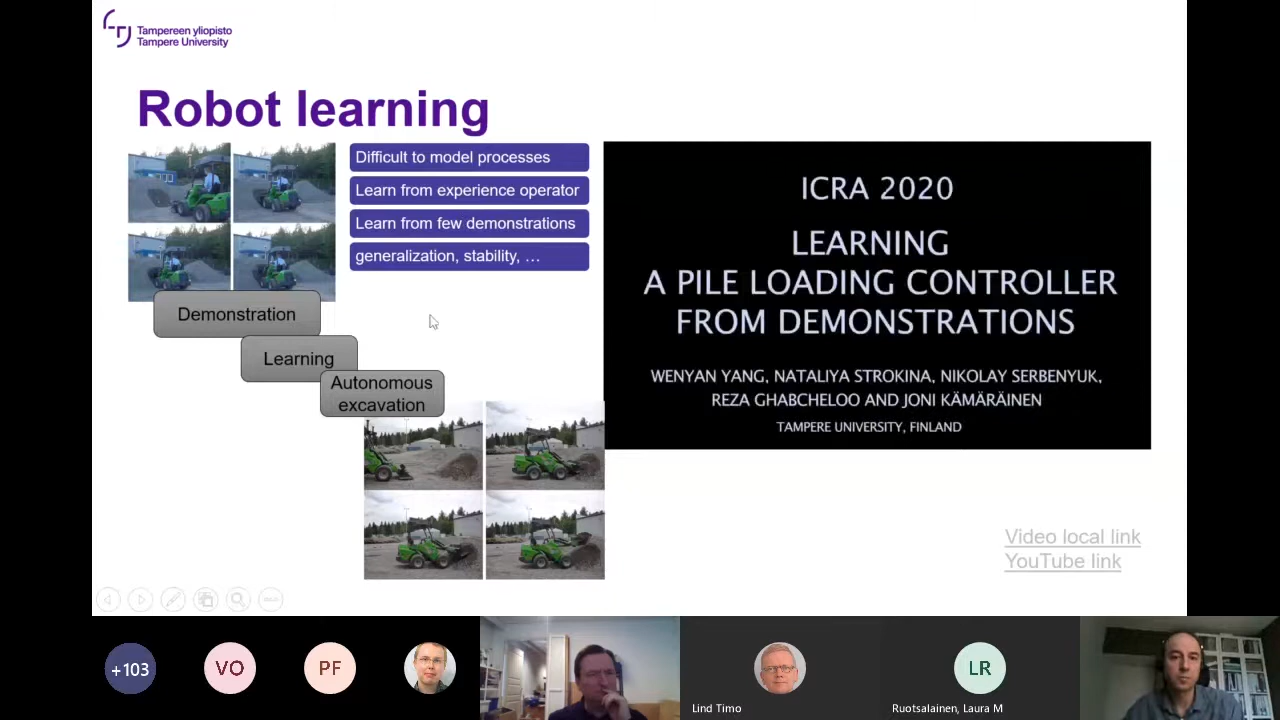 Tampereen yliopisto
Tampere University
Robot learning
Difficult to model processes
Learn from experience operator
Learn from few demonstrations
generalization, stability, ...
Demonstration
Learning
Autonomous
excavation
ICRA 2020
LEARNING
A PILE LOADING CONTROLLER
FROM DEMONSTRATIONS
WENYAN YANG, NATALIYA STROKINA, NIKOLAY SERBENYUK,
REZA GHABCHELOO AND JONI KÄMÄRÄINEN
TAMPERE UNIVERSITY, FINLAND
Video local link
YouTube link
+103
VO
PF
Lind Timo
LR
Ruotsalainen, Laura M